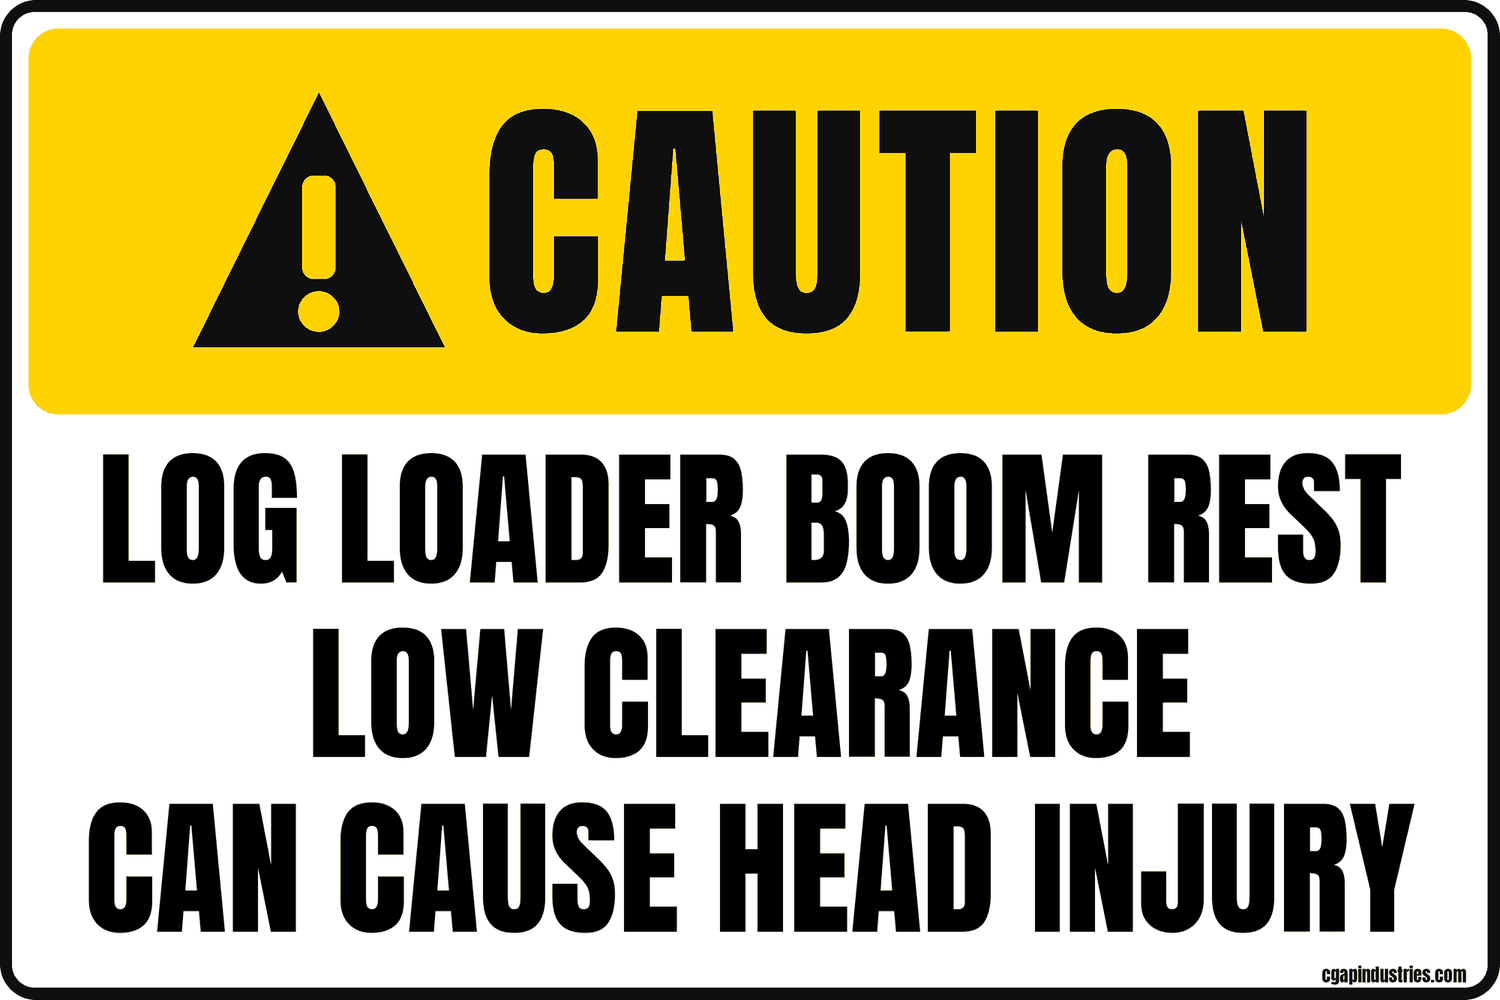 CAUTION
LOG LOADER BOOM REST
LOW CLEARANCE
CAN CAUSE HEAD INJURY
cgapindustries.com